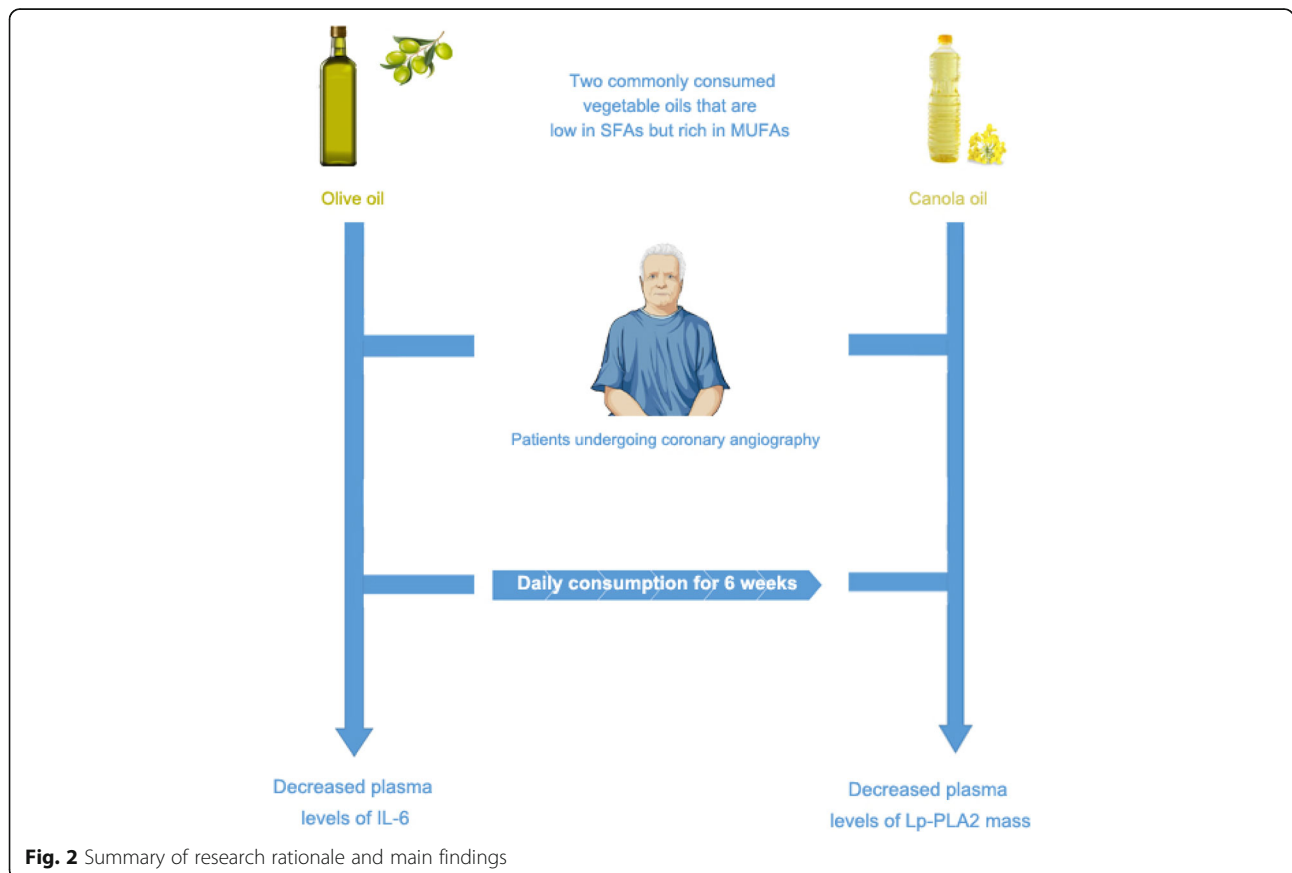 Two commonly consumed
vegetable oils that are
low in SFAs but rich in MUFAs
Olive oil
Canola oil
Patients undergoing coronary angiography
Daily consumption for 6 weeks
Decreased plasma
levels of IL-6
Decreased plasma
levels of Lp-PLA2 mass
Fig. 2 Summary of research rationale and main findings